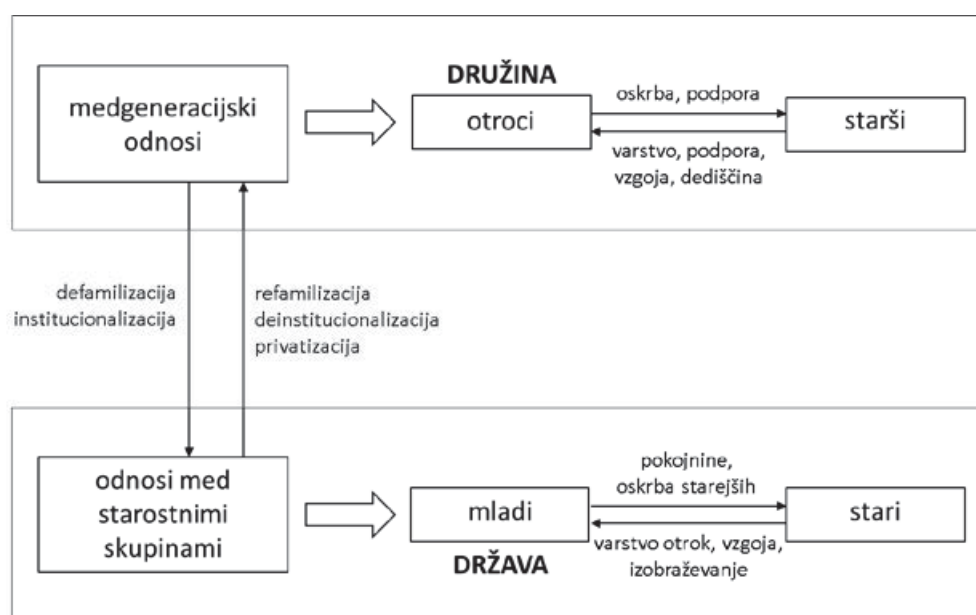 DRUŽINA
medgeneracijski
odnosi
otroci
oskrba, podpora
varstvo, podpora,
vzgoja, dediščina
starši
defamilizacija
institucionalizacija
refamilizacija
deinstitucionalizacija
privatizacija
odnosi med
starostnimi
skupinami
mladi
DRŽAVA
pokojnine,
oskrba starejših
varstvo otrok, vzgoja,
izobraževanje
stari